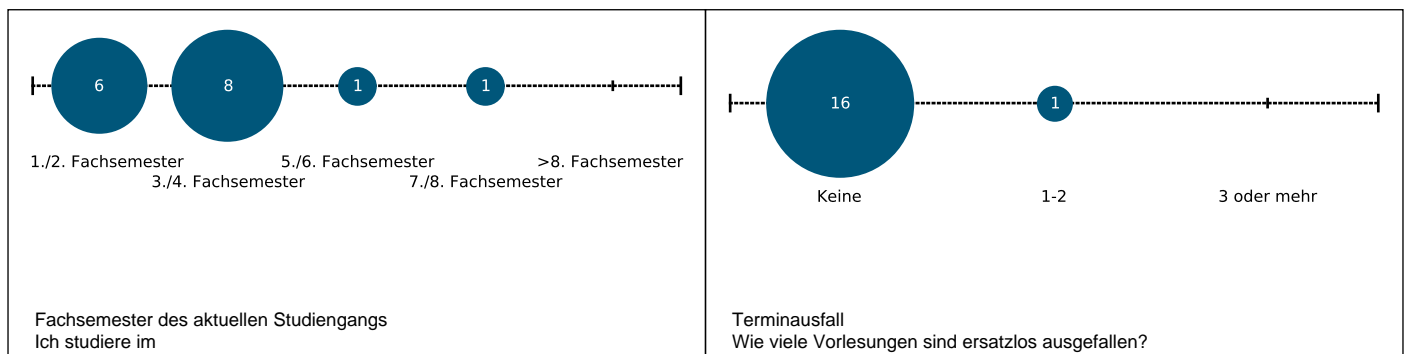 6 8 1 1
1./2. Fachsemester 5./6. Fachsemester >8. Fachsemester
3./4. Fachsemester 7./8. Fachsemester
Fachsemester des aktuellen Studiengangs
Ich studiere im
16 1
Keine 1-2 3 oder mehr
Terminausfall
Wie viele Vorlesungen sind ersatzlos ausgefallen?